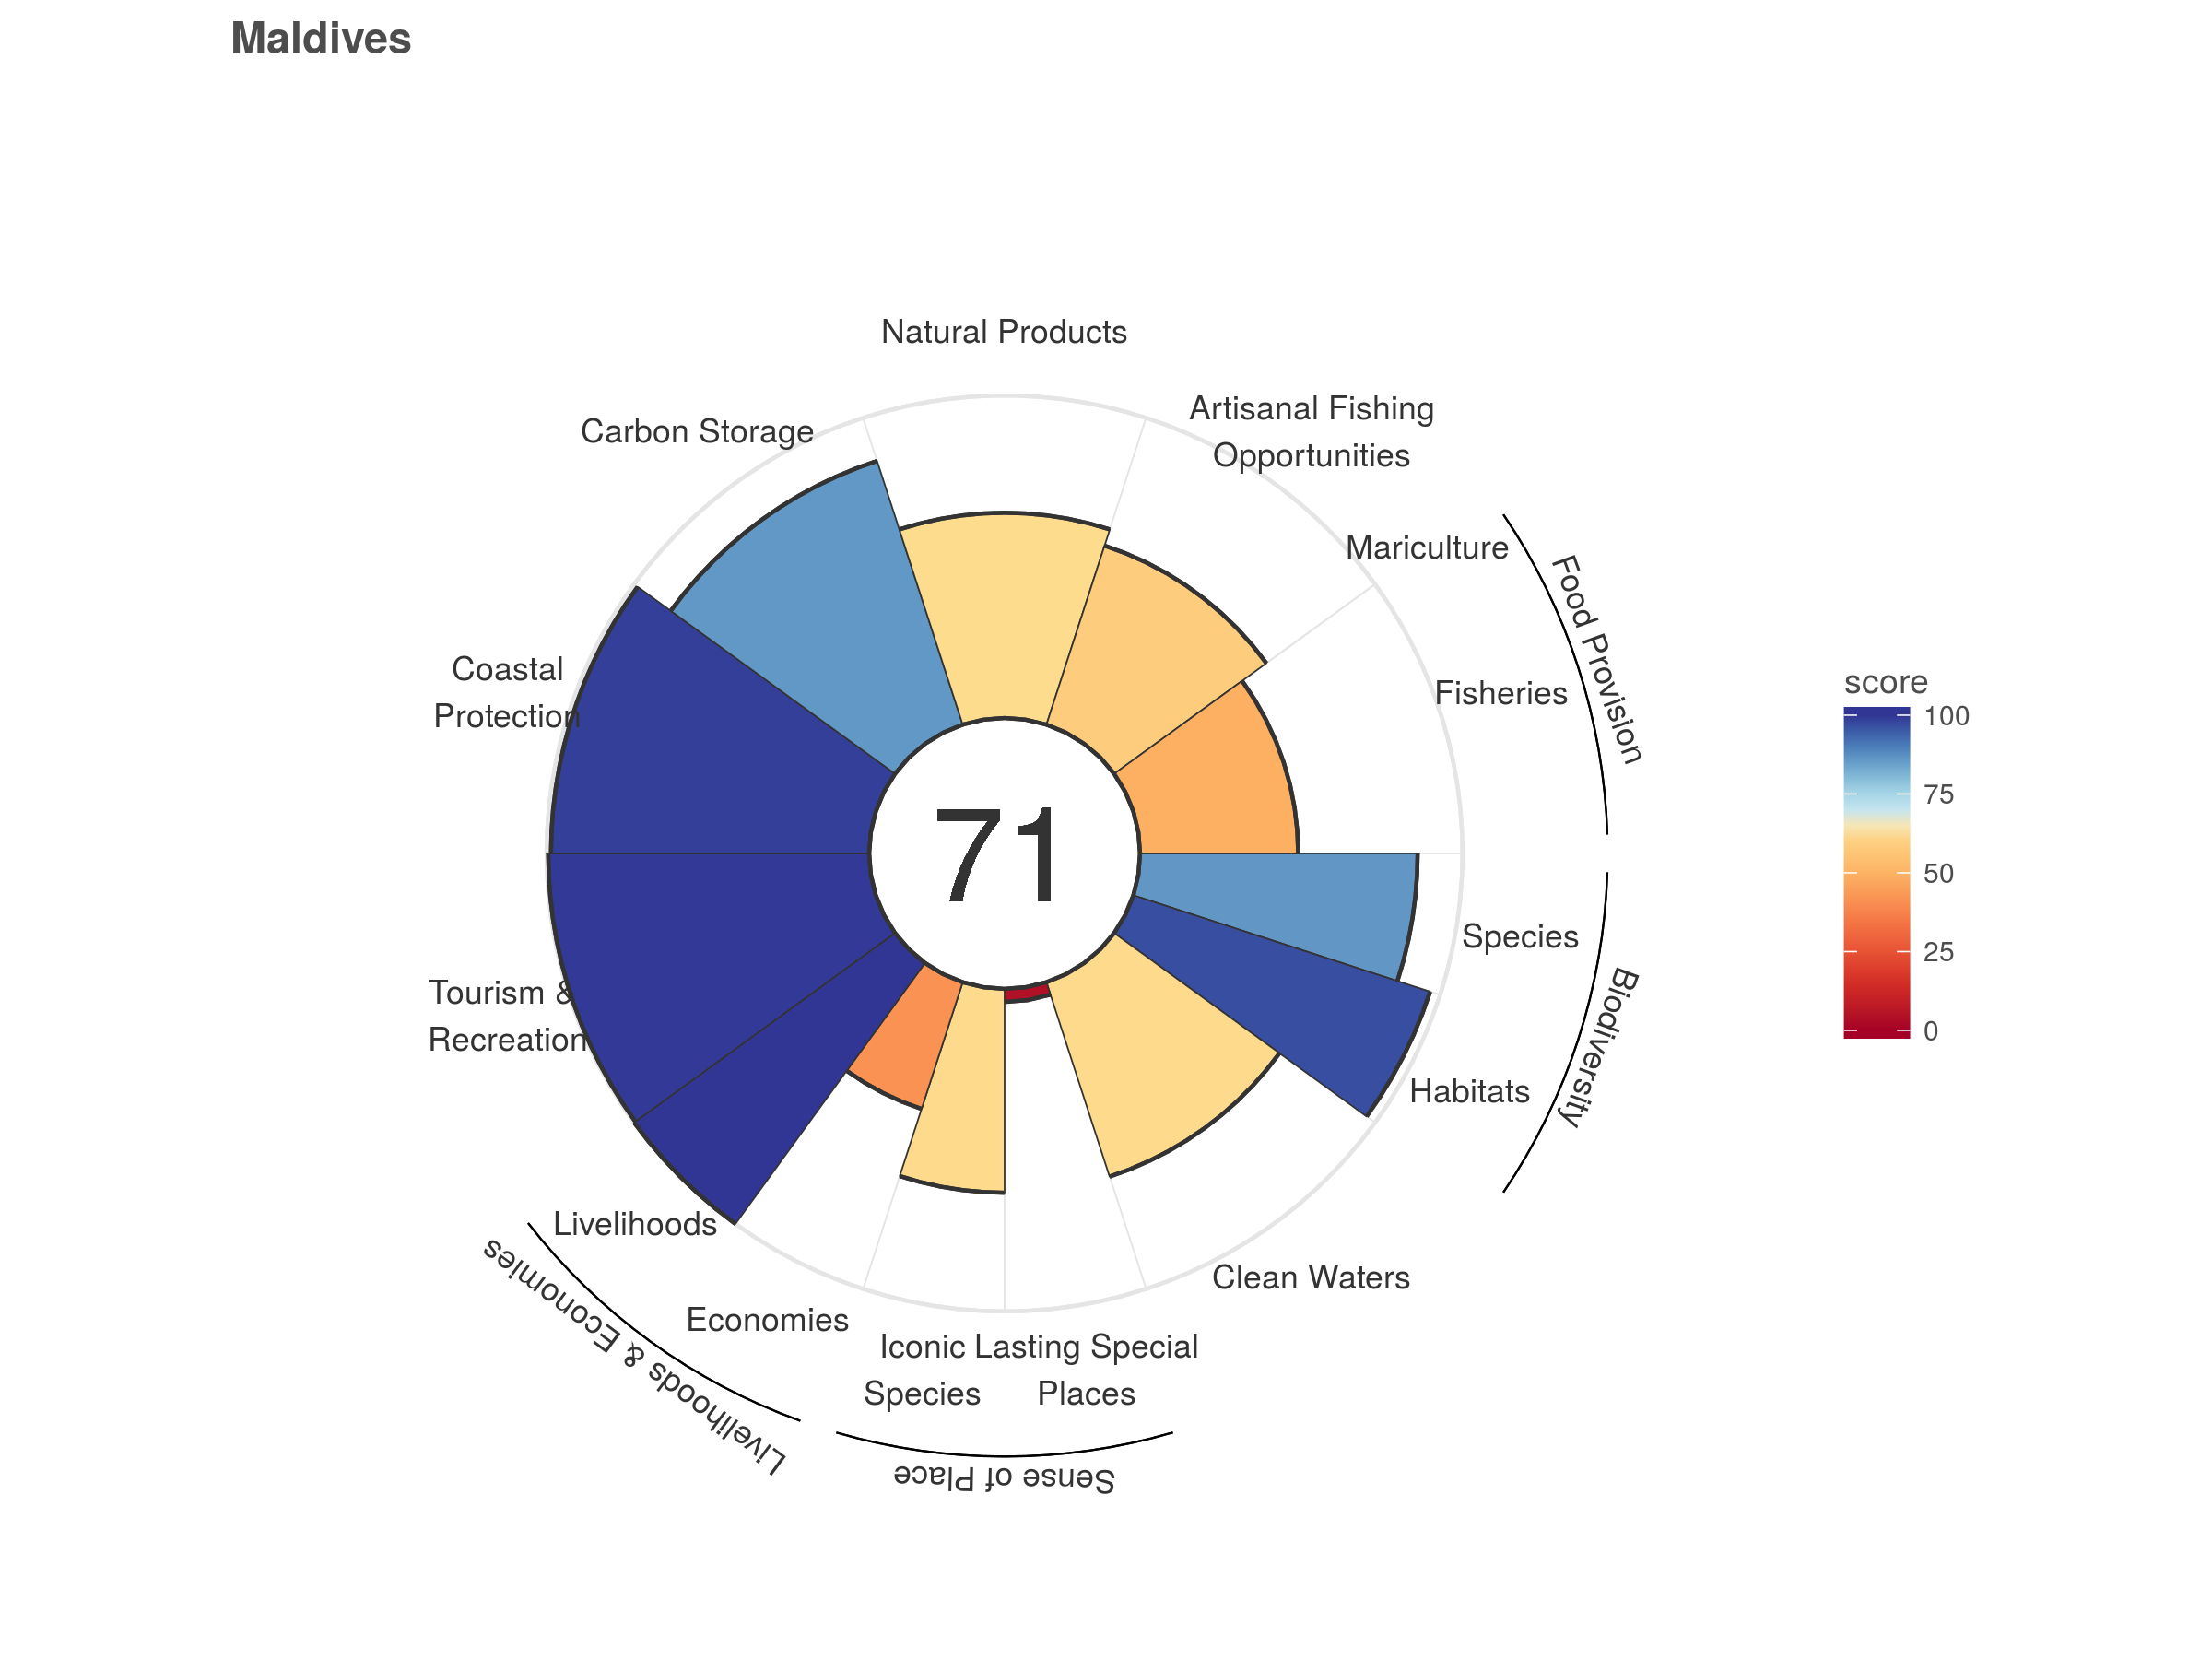 Maldives
Natural Products
Artisanal Fishing
Opportunities
Carbon Storage
Mariculture
Food Provision
Fisheries
Coastal
Protection
score
100
75
50
25
0
71
Species
Biodiversity
Tourism &
Recreation
Habitats
Livelihoods
Livelihoods & Economies
Clean Waters
Economies
Iconic
Species
Lasting Special
Places
Sense of Place